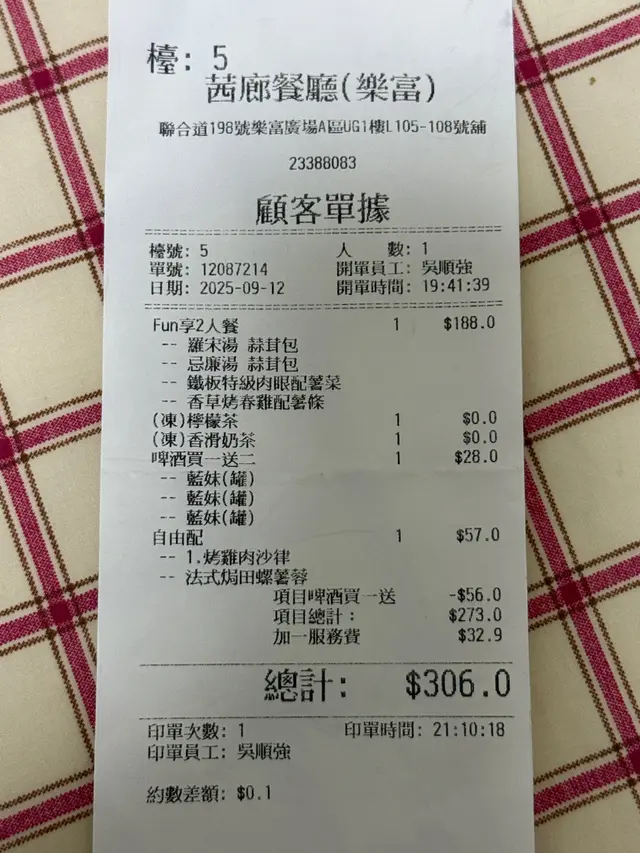 檯: 5
茜廊餐廳(樂富)
聯合道198號樂富廣場A區UG1樓L105-108號舖
23388083
顧客單據
檯號: 5 人 數: 1
單號: 12087214 開單員工: 吳順強
日期: 2025-09-12 開單時間: 19:41:39
Fun享2人餐 1 $188.0
-- 羅宋湯 蒜茸包
-- 忌廉湯 蒜茸包
-- 鐵板特級肉眼配薯菜
-- 香草烤春雞配薯條
(凍)檸檬茶 1 $0.0
(凍)香滑奶茶 1 $0.0
啤酒買一送二 1 $28.0
-- 藍妹(罐)
-- 藍妹(罐)
-- 藍妹(罐)
自由配 1 $57.0
-- 1.烤雞肉沙律
-- 法式焗田螺薯蓉
項目啤酒買一送 -$56.0
項目總計: $273.0
加一服務費 $32.9
總計: $306.0
印單次數: 1 印單時間: 21:10:18
印單員工: 吳順強
約數差額: $0.1